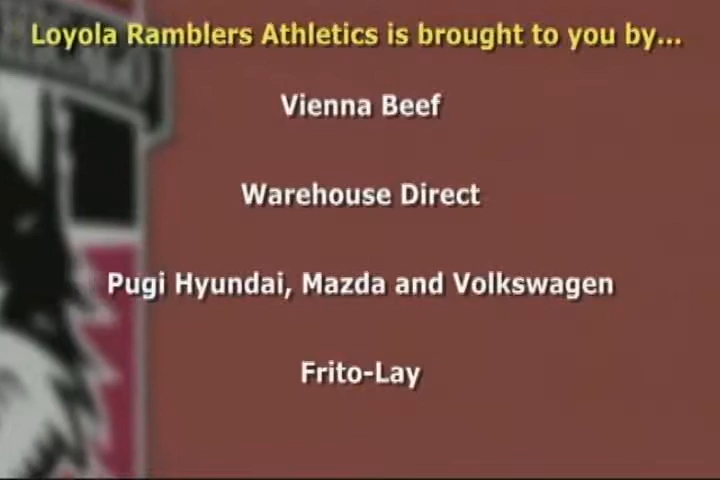 Loyola Ramblers Athletics is brought to you by...
Vienna Beef
Warehouse Direct
Pugi Hyundai, Mazda and Volkswagen
Frito-Lay